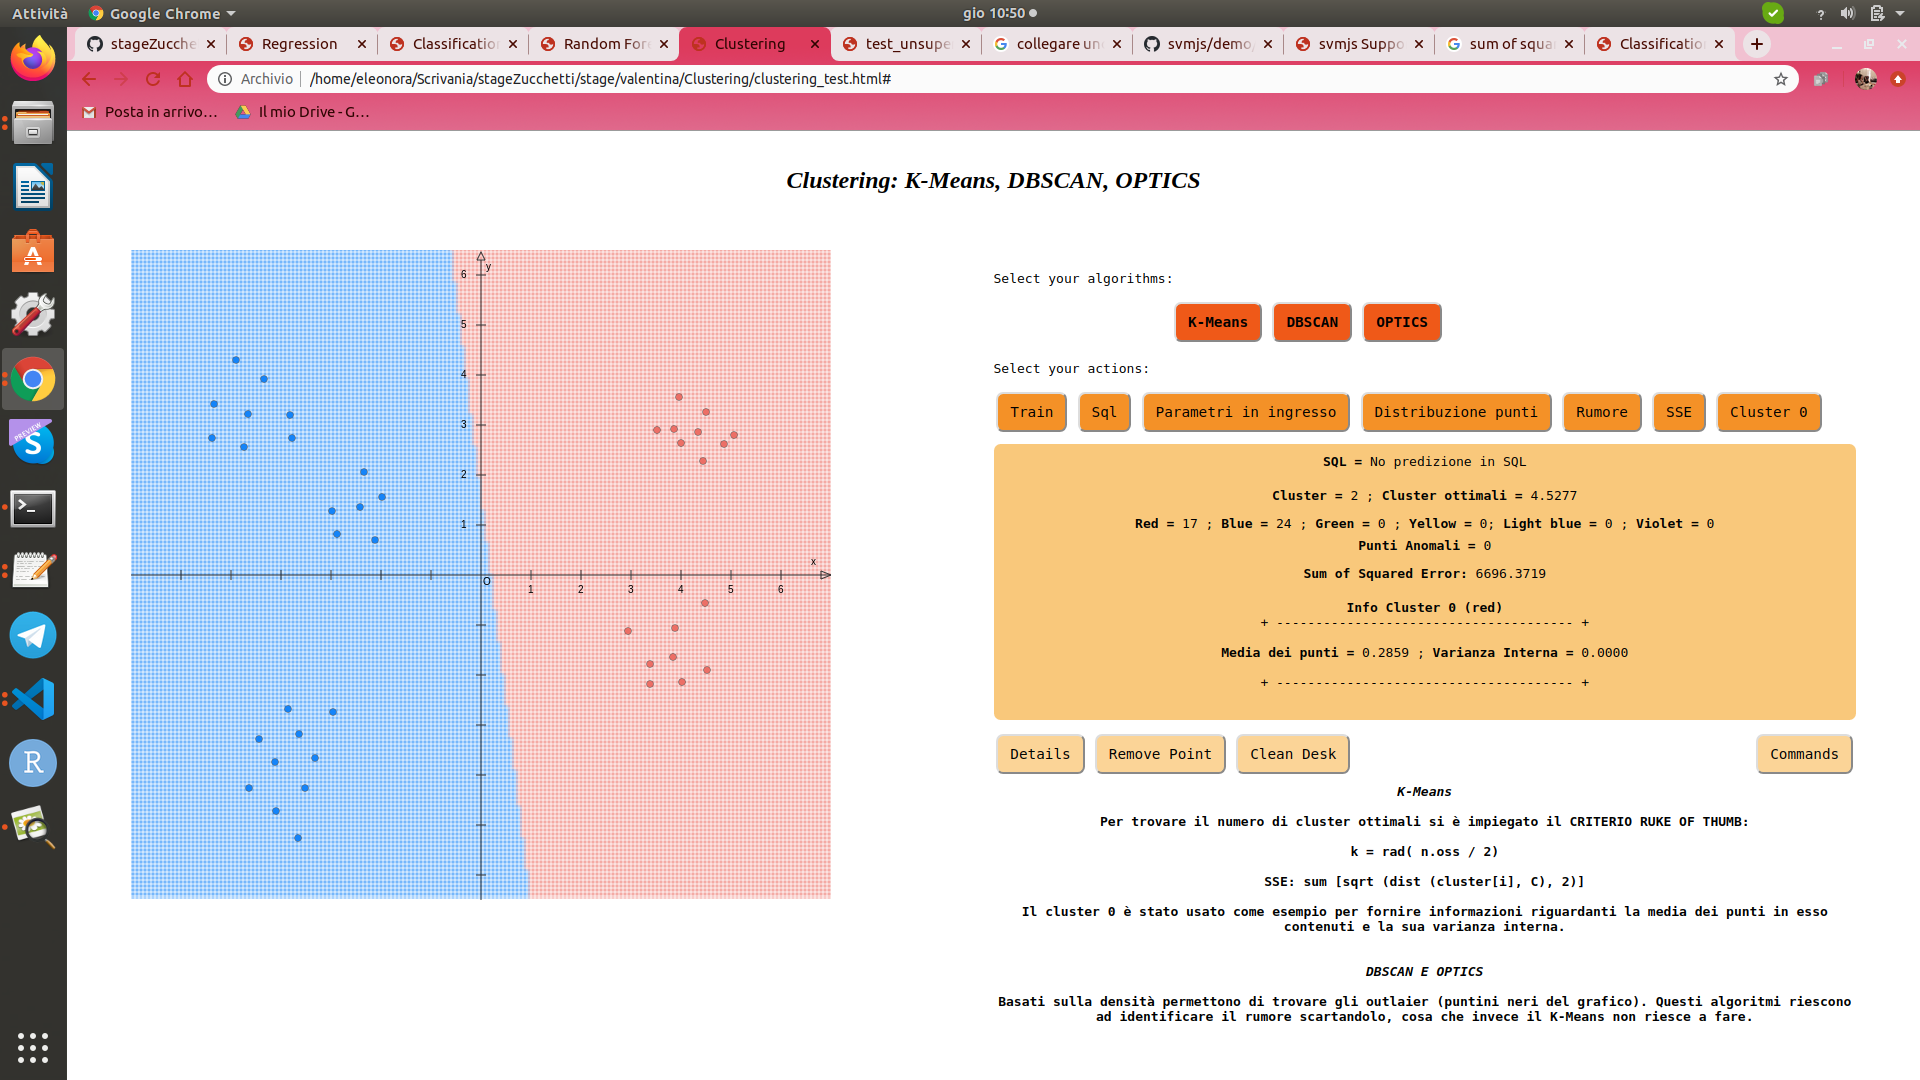 Attività Google Chrome gio 10:50
stageZucche Regression Classificatio Random For Clustering test_unsupe collegare un svmjs/demo svmjs Suppo sum of squa Classificatio
Archivio /home/eleonora/Scrivania/stageZucchetti/stage/valentina/Clustering/clustering_test.html#
Posta in arrivo… Il mio Drive - G…
Clustering: K-Means, DBSCAN, OPTICS
y
6
5
4
3
2
1
x
O
1 2 3 4 5 6
Select your algorithms:
K-Means DBSCAN OPTICS
Select your actions:
Train Sql Parametri in ingresso Distribuzione punti Rumore SSE Cluster 0
SQL = No predizione in SQL
Cluster = 2 ; Cluster ottimali = 4.5277
Red = 17 ; Blue = 24 ; Green = 0 ; Yellow = 0; Light blue = 0 ; Violet = 0
Punti Anomali = 0
Sum of Squared Error: 6696.3719
Info Cluster 0 (red)
+ -------------------------------------- +
Media dei punti = 0.2859 ; Varianza Interna = 0.0000
+ -------------------------------------- +
Details Remove Point Clean Desk Commands
K-Means
Per trovare il numero di cluster ottimali si è impiegato il CRITERIO RUKE OF THUMB:
k = rad( n.oss / 2)
SSE: sum [sqrt (dist (cluster[i], C), 2)]
Il cluster 0 è stato usato come esempio per fornire informazioni riguardanti la media dei punti in esso
contenuti e la sua varianza interna.
DBSCAN E OPTICS
Basati sulla densità permettono di trovare gli outlaier (puntini neri del grafico). Questi algoritmi riescono
ad identificare il rumore scartandolo, cosa che invece il K-Means non riesce a fare.
PREVIEW
R